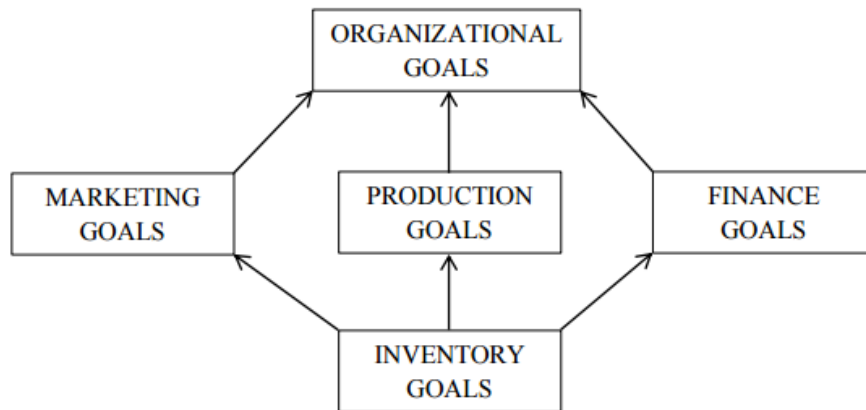 ORGANIZATIONAL
GOALS
MARKETING
GOALS
PRODUCTION
GOALS
FINANCE
GOALS
INVENTORY
GOALS